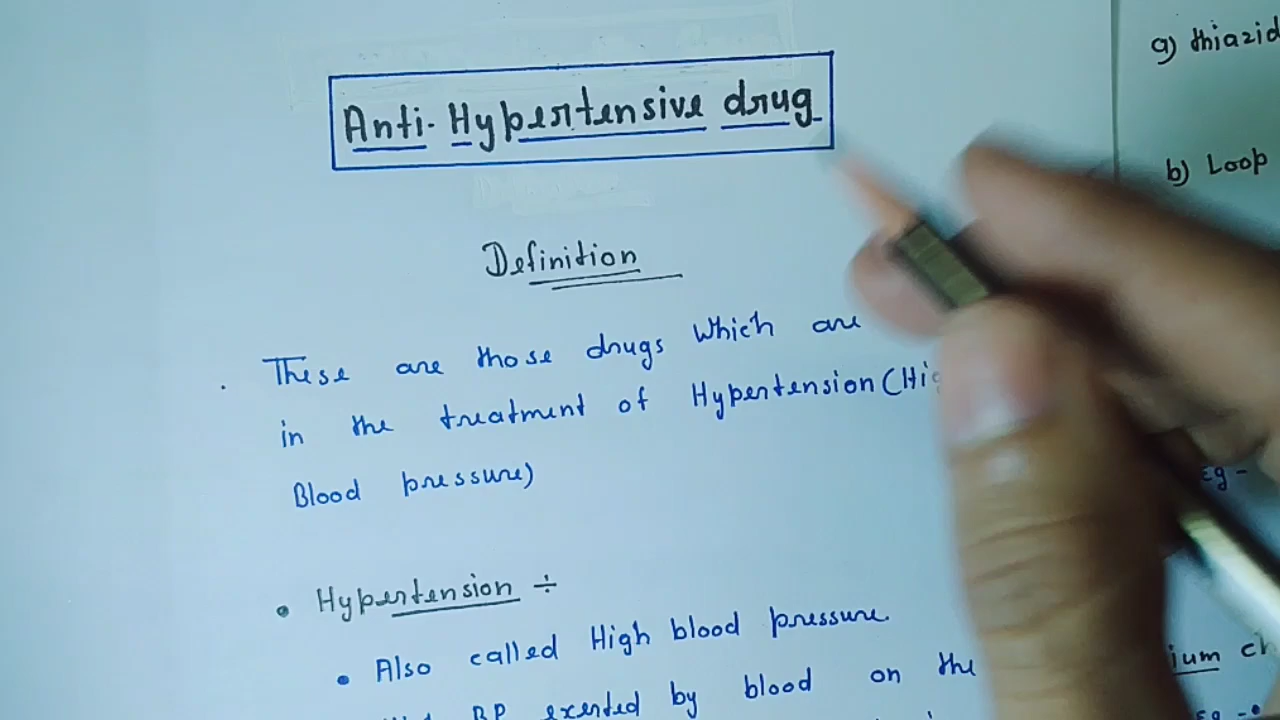 Anti-Hypertensive drug
Definition
These are those drugs which are
in the treatment of Hypertension (Hi
Blood pressure)
Hypertension ÷
Also called High blood pressure.
BP exerted by blood on the
a) thiazid
b) Loop
Eg -
ium ch
Eg -